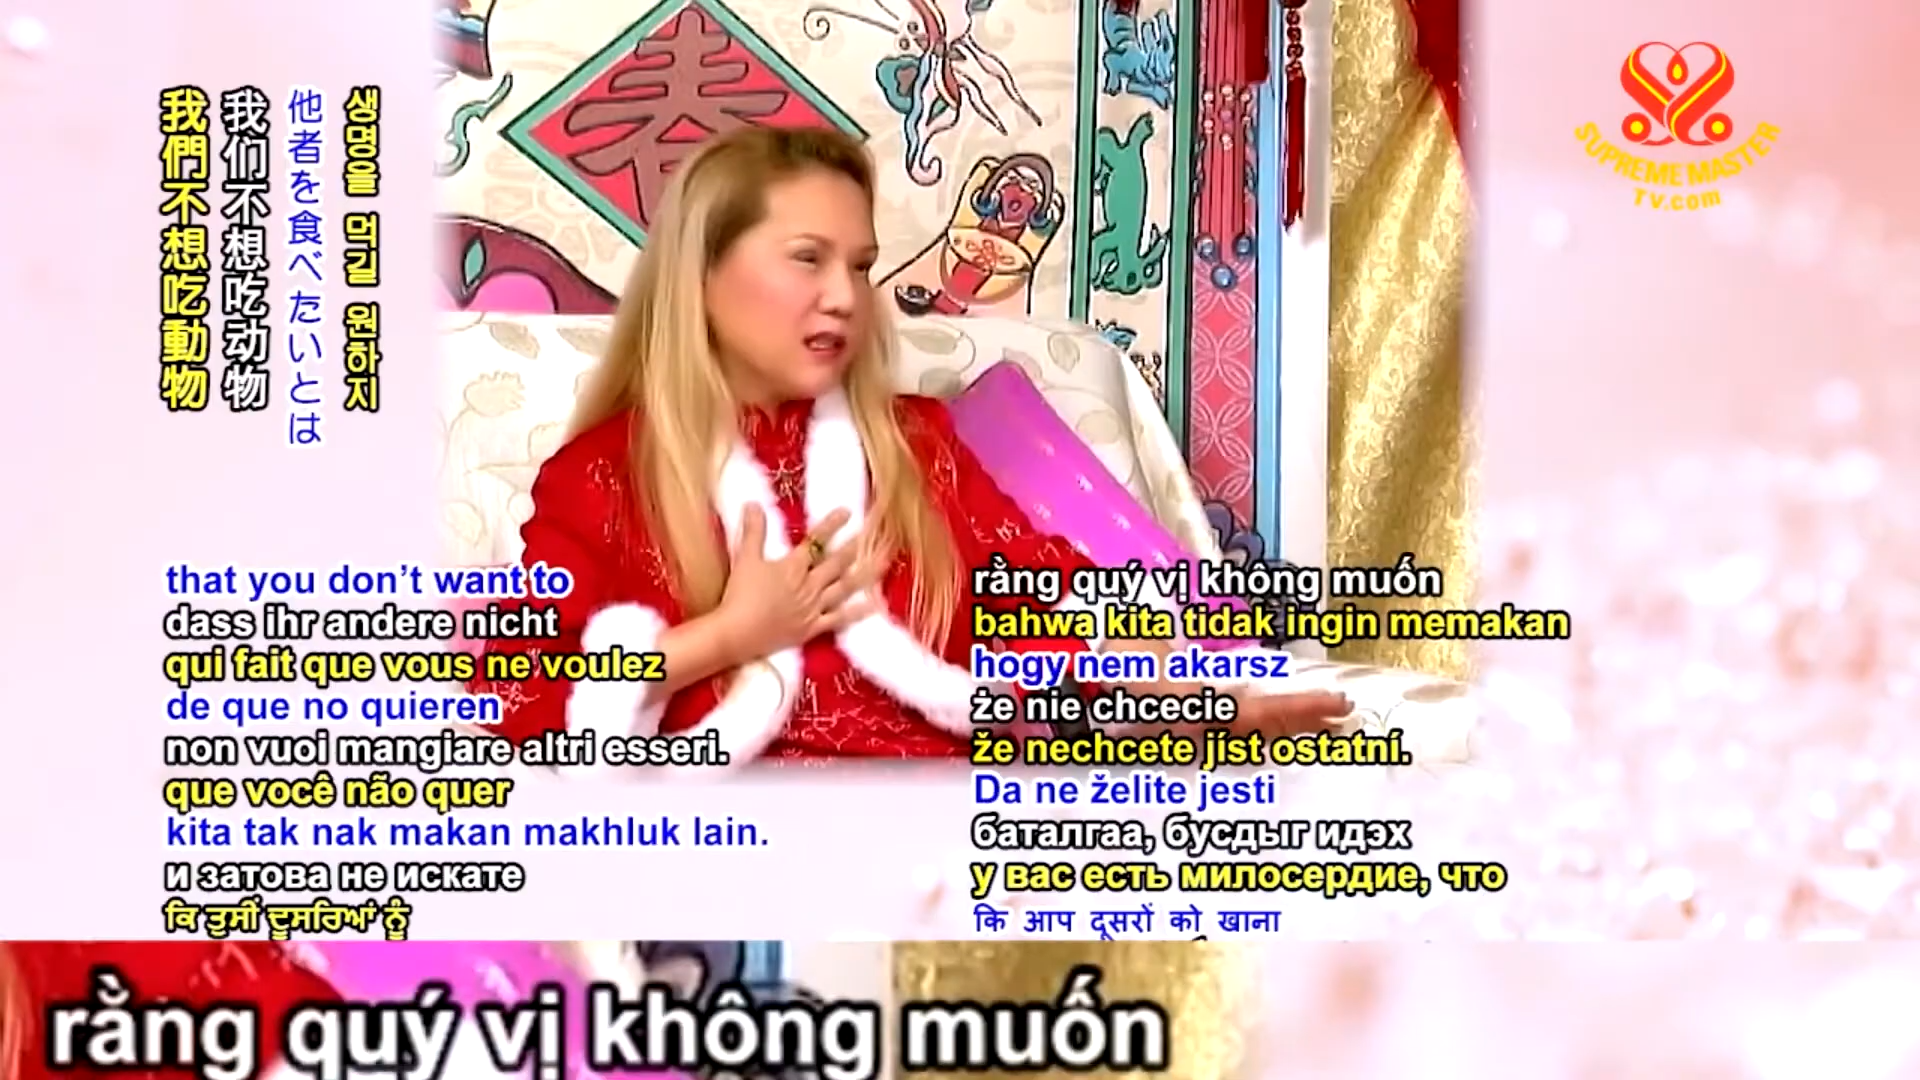 我們不想吃動物
我们不想吃动物
他者を食べたいとは
생명을 먹길 원하지
春
SUPREME MASTER
TV.com
that you don't want to
dass ihr andere nicht
qui fait que vous ne voulez
de que no quieren
non vuoi mangiare altri esseri.
que você não quer
kita tak nak makan makhluk lain.
и затова не искате
ਕਿ ਤੁਸੀਂ ਦੂਸਰਿਆਂ ਨੂੰ
rằng quý vị không muốn
bahwa kita tidak ingin memakan
hogy nem akarsz
że nie chcecie
že nechcete jíst ostatní.
Da ne želite jesti
баталгаа, бусдыг идэх
у вас есть милосердие, что
कि आप दूसरों को खाना
rằng quý vị không muốn